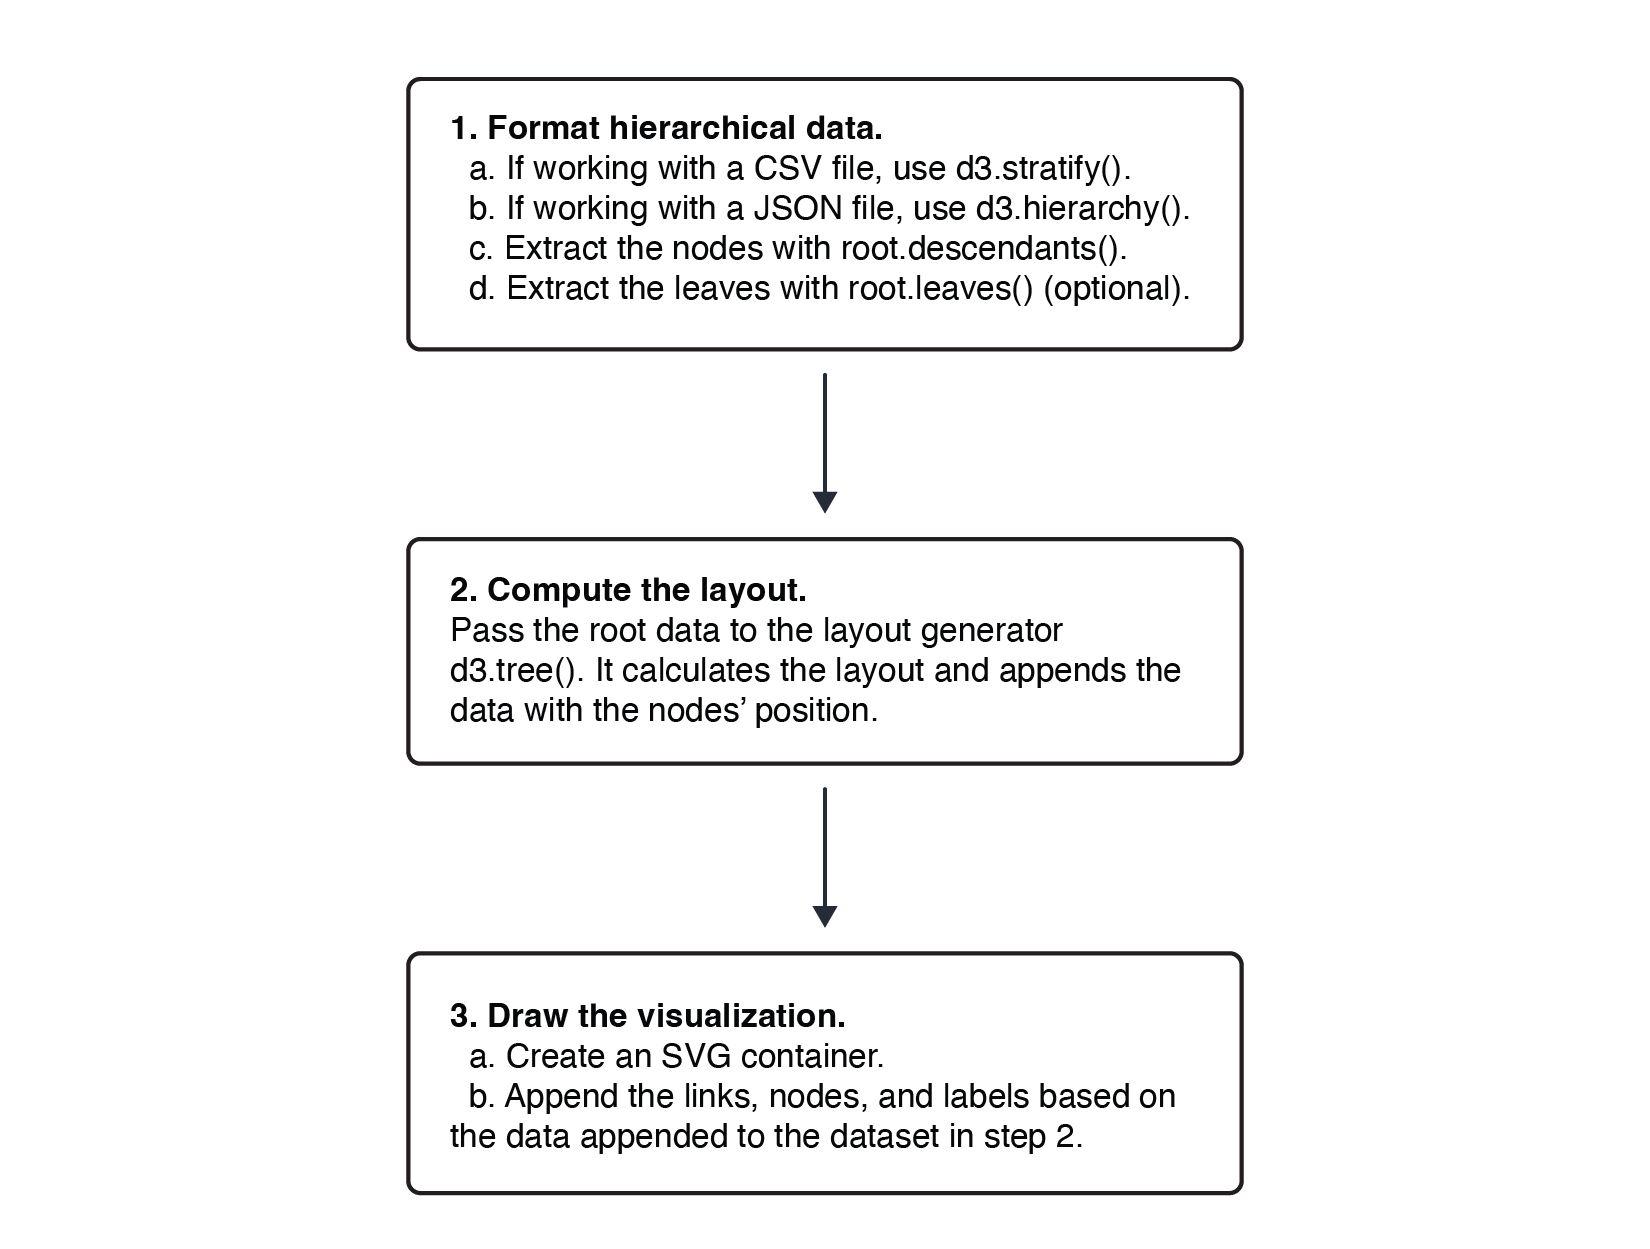 1. Format hierarchical data.
a. If working with a CSV file, use d3.stratify().
b. If working with a JSON file, use d3.hierarchy().
c. Extract the nodes with root.descendants().
d. Extract the leaves with root.leaves() (optional).
2. Compute the layout.
Pass the root data to the layout generator
d3.tree(). It calculates the layout and appends the
data with the nodes’ position.
3. Draw the visualization.
a. Create an SVG container.
b. Append the links, nodes, and labels based on
the data appended to the dataset in step 2.